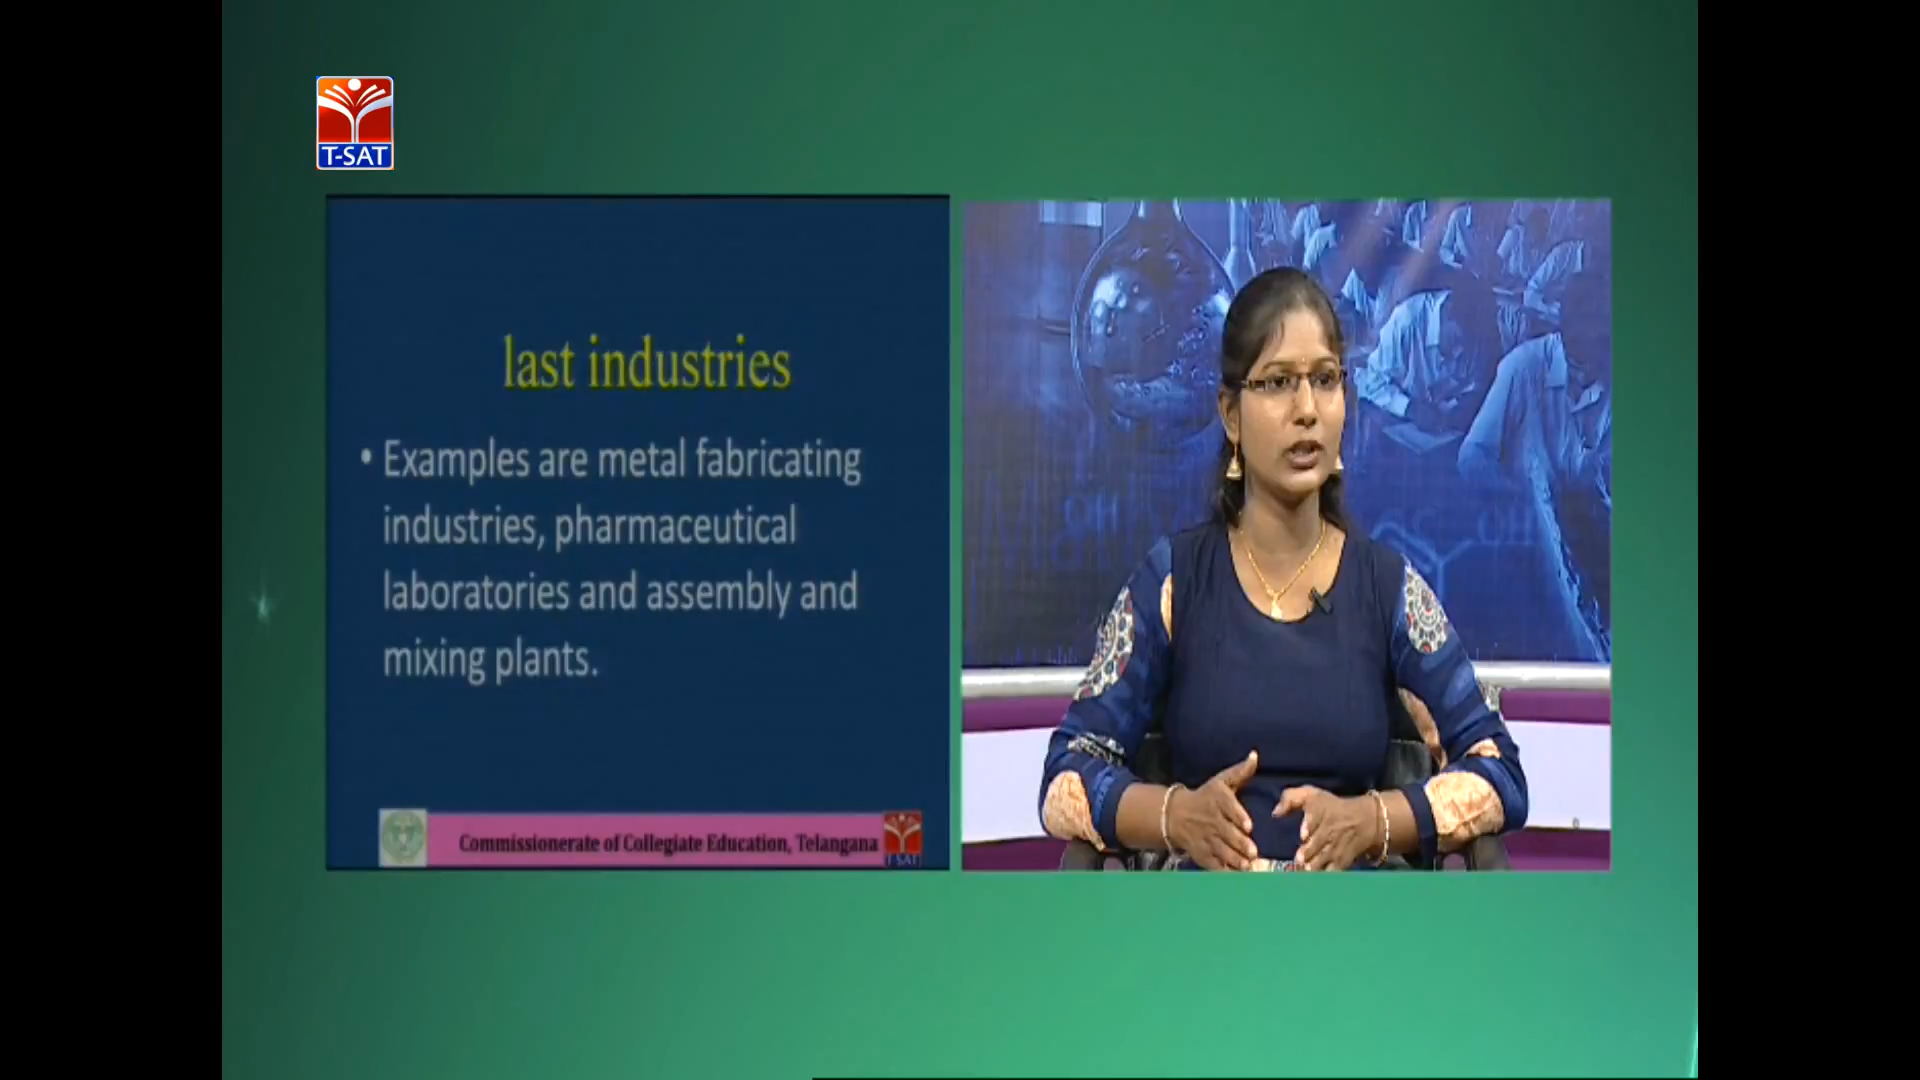 T-SAT
last industries
• Examples are metal fabricating
industries, pharmaceutical
laboratories and assembly and
mixing plants.
Commissionerate of Collegiate Education, Telangana
T-SAT